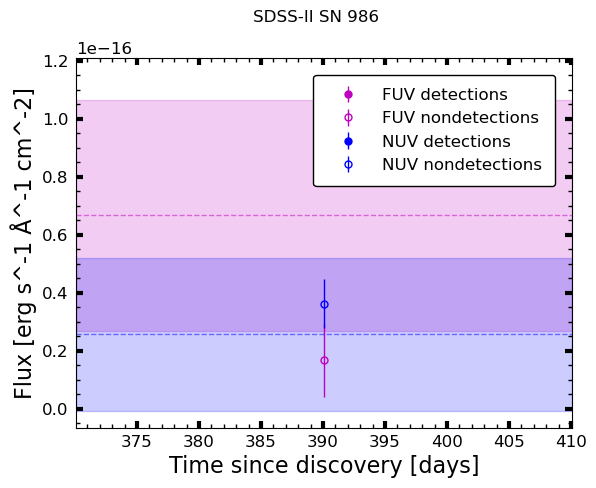 SDSS-II SN 986
1e−16
1.2
1.0
0.8
0.6
0.4
0.2
0.0
Flux [erg s^-1 Å^-1 cm^-2]
FUV detections
FUV nondetections
NUV detections
NUV nondetections
375 380 385 390 395 400 405 410
Time since discovery [days]